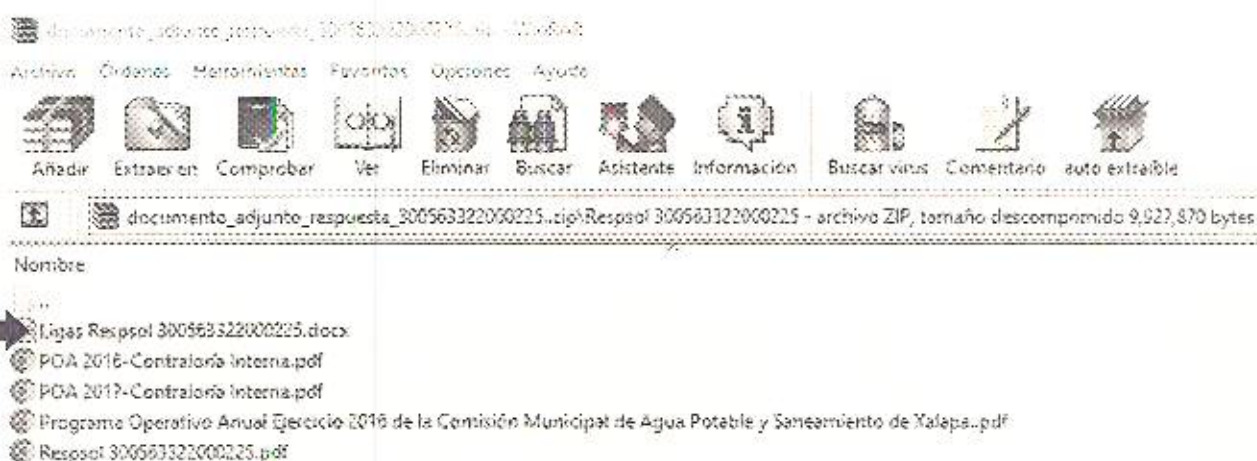 Archivo Órdenes Herramientas Favoritos Opciones Ayuda
Añadir Extraer en Comprobar Ver Eliminar Buscar Asistente Información Buscar virus Comentario auto extraíble
documento_adjunto_respuesta_300563322000225..zip\Respsol 300563322000225 - archivo ZIP, tamaño descomprimido 9,927,870 bytes
Nombre
..
Ligas Respsol 300563322000225.docx
POA 2016-Contraloría Interna.pdf
POA 2017-Contraloría Interna.pdf
Programa Operativo Anual Ejercicio 2016 de la Comisión Municipal de Agua Potable y Saneamiento de Xalapa..pdf
Respsol 300563322000225.pdf